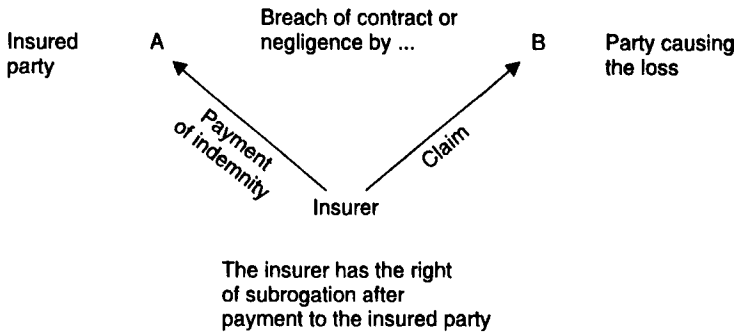 Insured
party
A
Breach of contract or
negligence by ...
B
Party causing
the loss
Payment
of indemnity
Claim
Insurer
The insurer has the right
of subrogation after
payment to the insured party